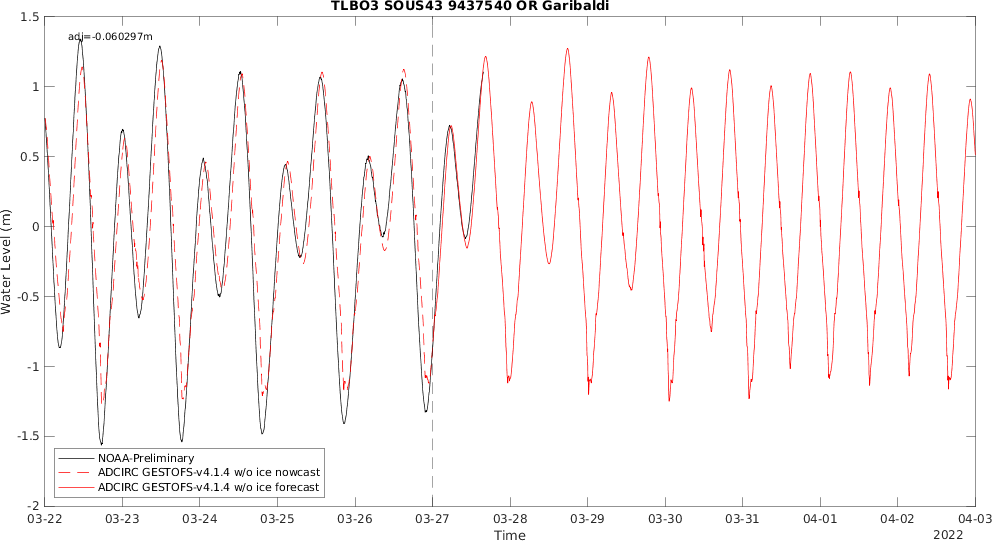 TLBO3 SOUS43 9437540 OR Garibaldi
adj=-0.060297m
1.5
1
0.5
0
-0.5
-1
-1.5
-2
Water Level (m)
NOAA-Preliminary
ADCIRC GESTOFS-v4.1.4 w/o ice nowcast
ADCIRC GESTOFS-v4.1.4 w/o ice forecast
03-22 03-23 03-24 03-25 03-26 03-27 03-28 03-29 03-30 03-31 04-01 04-02 04-03
Time
2022